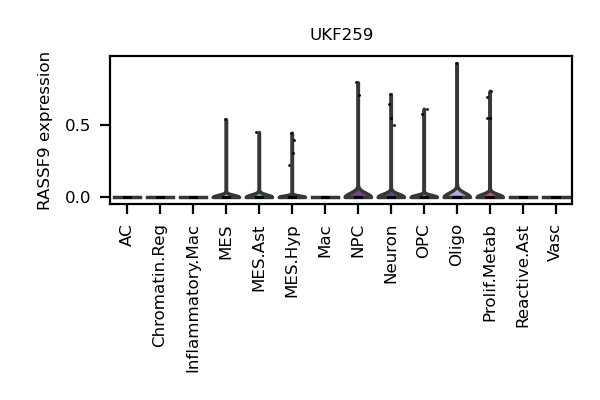 UKF259
RASSF9 expression
0.5
0.0
AC
Chromatin.Reg
Inflammatory.Mac
MES
MES.Ast
MES.Hyp
Mac
NPC
Neuron
OPC
Oligo
Prolif.Metab
Reactive.Ast
Vasc